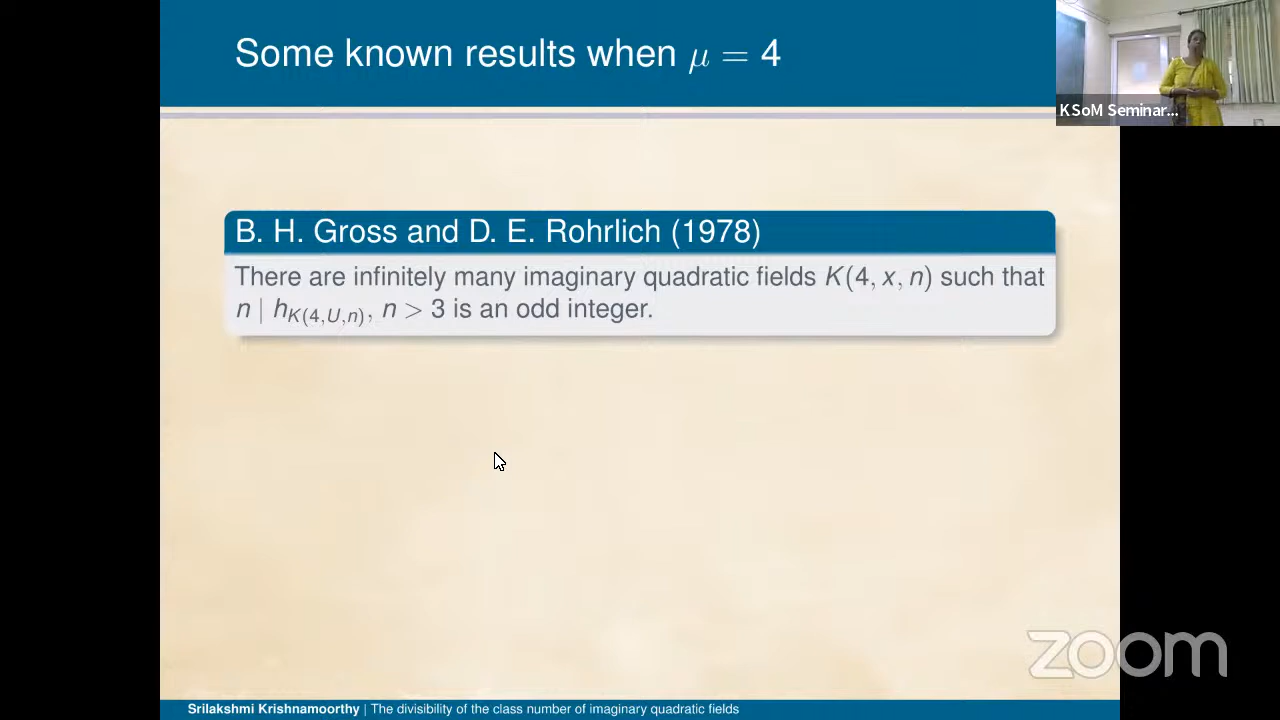 Some known results when μ = 4
KSoM Seminar...
B. H. Gross and D. E. Rohrlich (1978)
There are infinitely many imaginary quadratic fields K(4, x, n) such that
n | h_{K(4,U,n)}, n > 3 is an odd integer.
zoom
Srilakshmi Krishnamoorthy | The divisibility of the class number of imaginary quadratic fields